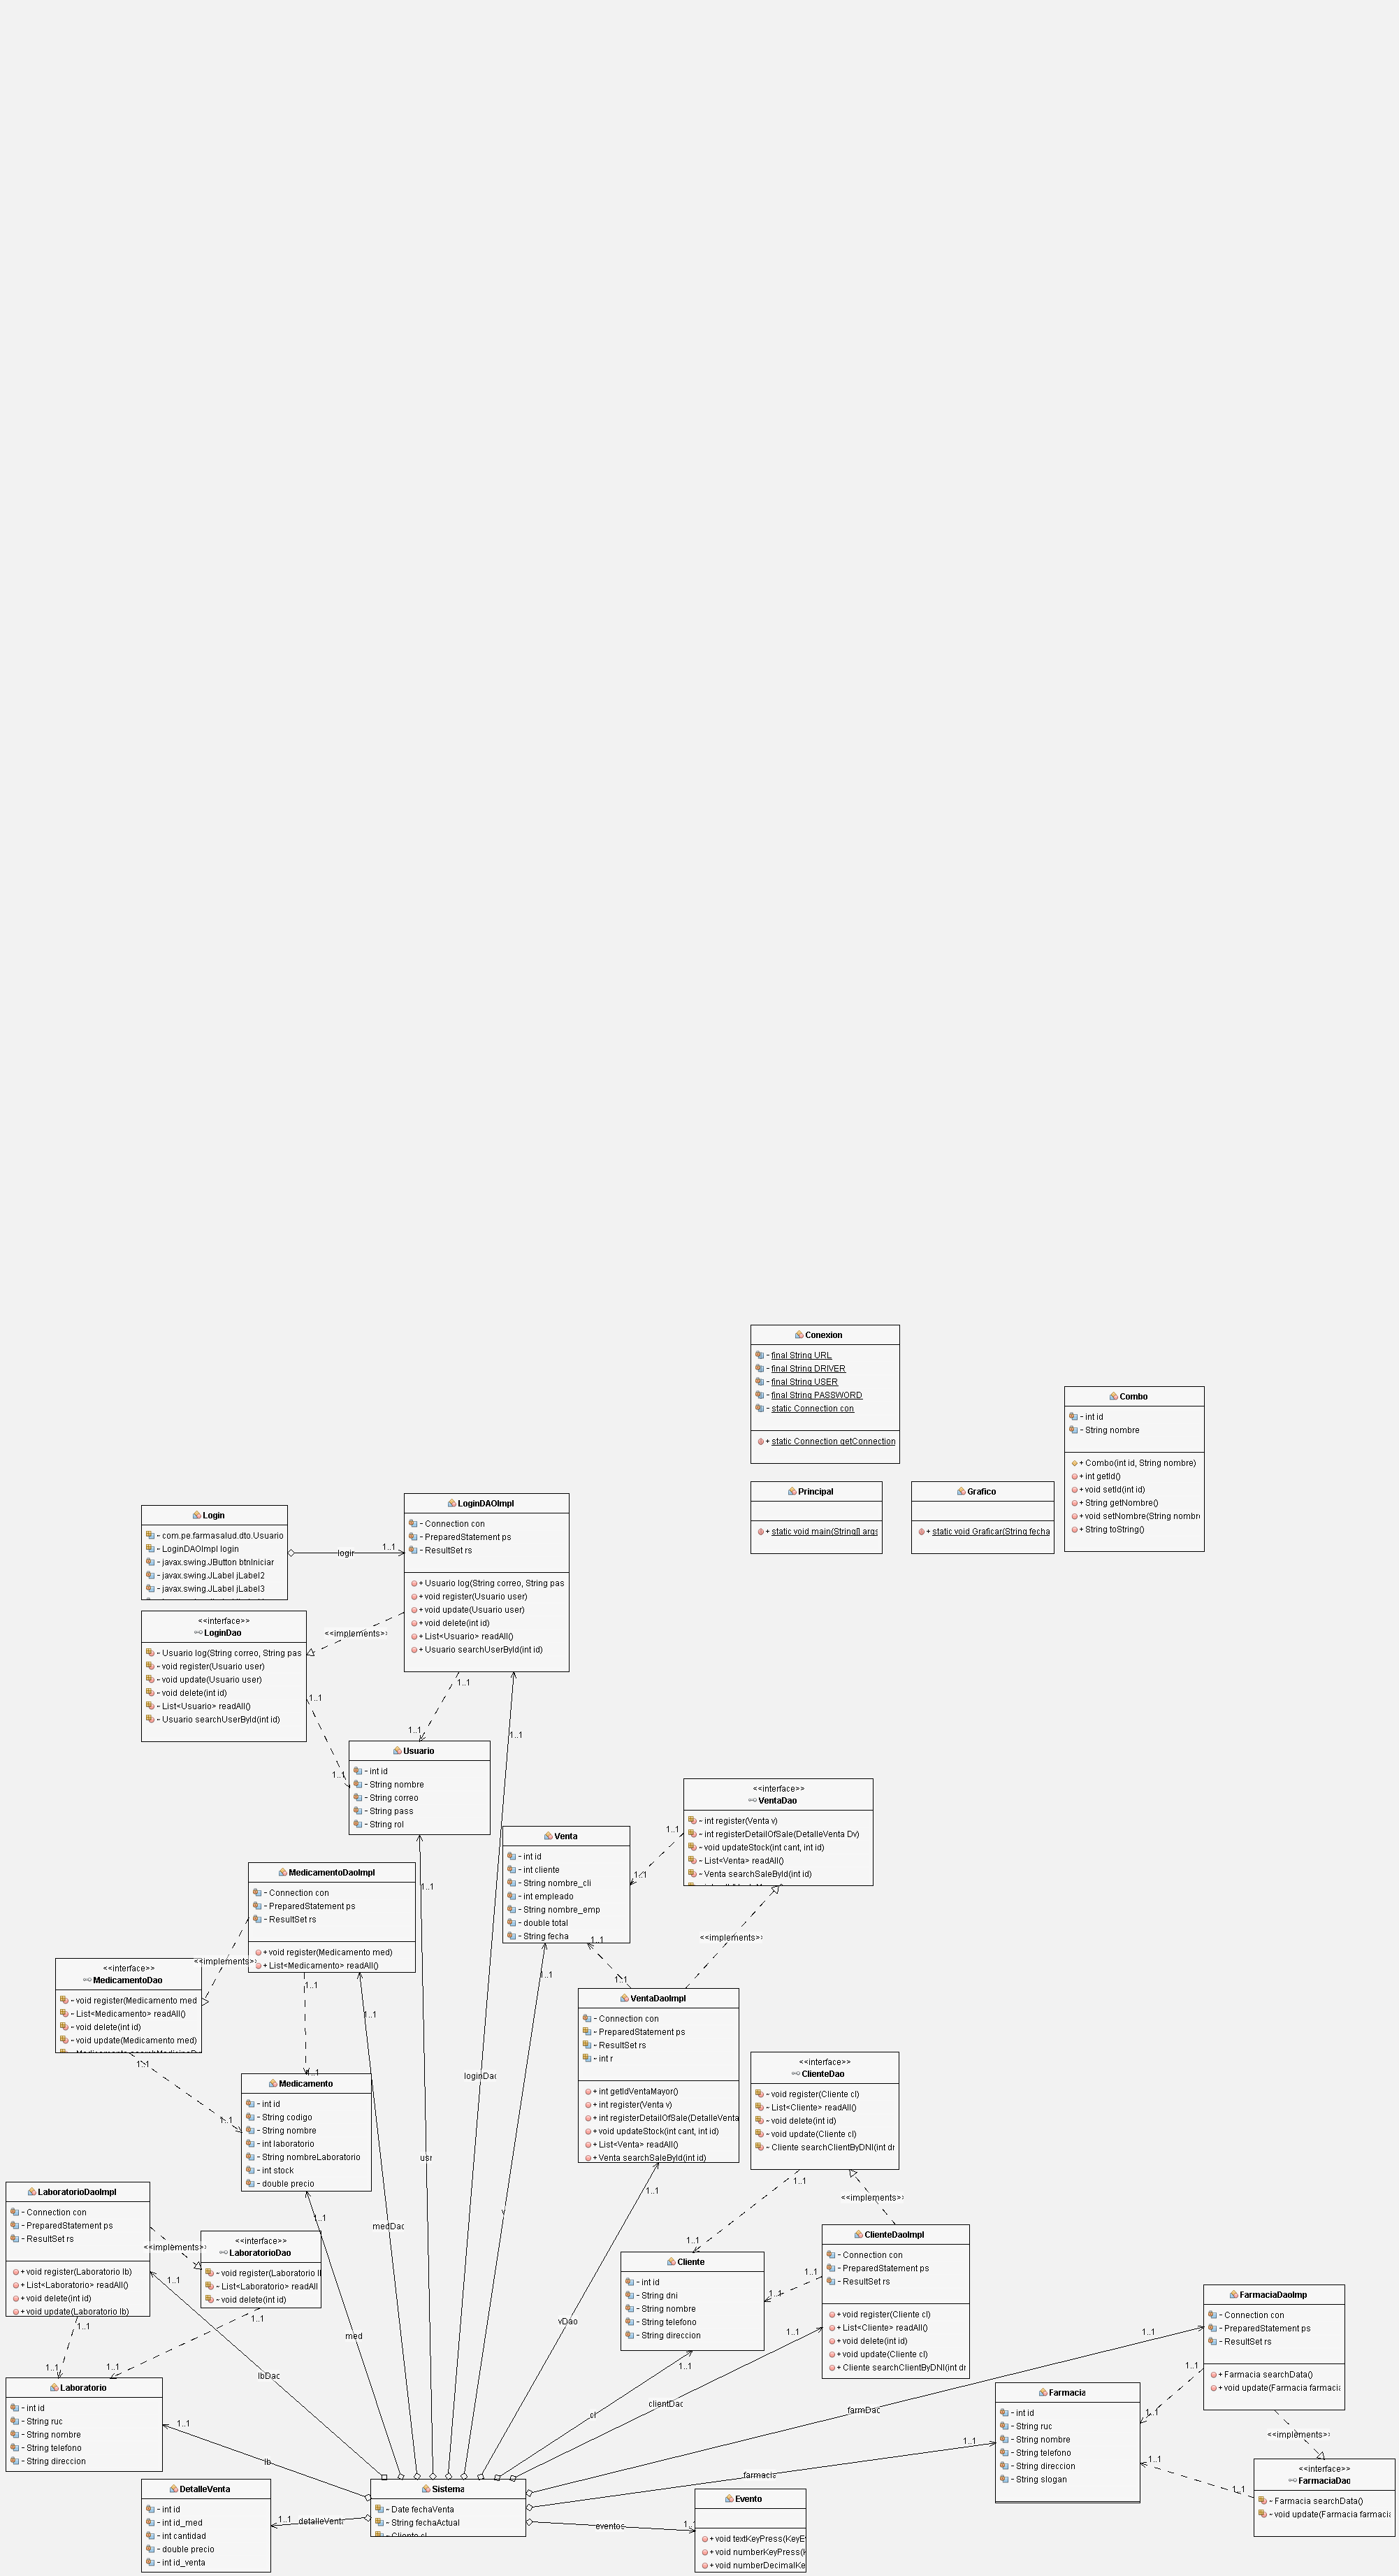 Conexion
- final String URL
- final String DRIVER
- final String USER
- final String PASSWORD
- static Connection con
+ static Connection getConnection
Combo
- int id
- String nombre
+ Combo(int id, String nombre)
+ int getId()
+ void setId(int id)
+ String getNombre()
+ void setNombre(String nombre
+ String toString()
Principal
+ static void main(String[] args
Grafico
+ static void Graficar(String fecha
Login
- com.pe.farmasalud.dto.Usuario
- LoginDAOImpl login
- javax.swing.JButton btnIniciar
- javax.swing.JLabel jLabel2
- javax.swing.JLabel jLabel3
login
1..1
LoginDAOImpl
- Connection con
- PreparedStatement ps
- ResultSet rs
+ Usuario log(String correo, String pas
+ void register(Usuario user)
+ void update(Usuario user)
+ void delete(int id)
+ List<Usuario> readAll()
+ Usuario searchUserById(int id)
<<interface>>
LoginDao
- Usuario log(String correo, String pas
- void register(Usuario user)
- void update(Usuario user)
- void delete(int id)
- List<Usuario> readAll()
- Usuario searchUserById(int id)
<<implements>>
1..1
1..1
1..1
1..1
1..1
Usuario
- int id
- String nombre
- String correo
- String pass
- String rol
<<interface>>
VentaDao
- int register(Venta v)
- int registerDetailOfSale(DetalleVenta Dv)
- void updateStock(int cant, int id)
- List<Venta> readAll()
- Venta searchSaleById(int id)
Venta
- int id
- int cliente
- String nombre_cli
- int empleado
- String nombre_emp
- double total
- String fecha
1..1
1..1
<<implements>>
1..1
1..1
1..1
1..1
MedicamentoDaoImpl
- Connection con
- PreparedStatement ps
- ResultSet rs
+ void register(Medicamento med)
+ List<Medicamento> readAll()
<<implements>>
<<interface>>
MedicamentoDao
- void register(Medicamento med
- List<Medicamento> readAll()
- void delete(int id)
- void update(Medicamento med)
1..1
1..1
1..1
1..1
1..1
Medicamento
- int id
- String codigo
- String nombre
- int laboratorio
- String nombreLaboratorio
- int stock
- double precio
1..1
VentaDaoImpl
- Connection con
- PreparedStatement ps
- ResultSet rs
- int r
+ int getIdVentaMayor()
+ int register(Venta v)
+ int registerDetailOfSale(DetalleVenta
+ void updateStock(int cant, int id)
+ List<Venta> readAll()
+ Venta searchSaleById(int id)
1..1
<<interface>>
ClienteDao
- void register(Cliente cl)
- List<Cliente> readAll()
- void delete(int id)
- void update(Cliente cl)
- Cliente searchClientByDNI(int dr
1..1
<<implements>>
1..1
loginDao
usr
v
medDao
LaboratorioDaoImpl
- Connection con
- PreparedStatement ps
- ResultSet rs
+ void register(Laboratorio lb)
+ List<Laboratorio> readAll()
+ void delete(int id)
+ void update(Laboratorio lb)
<<implements>>
<<interface>>
LaboratorioDao
- void register(Laboratorio l
- List<Laboratorio> readAll
- void delete(int id)
1..1
1..1
1..1
1..1
1..1
Cliente
- int id
- String dni
- String nombre
- String telefono
- String direccion
ClienteDaoImpl
- Connection con
- PreparedStatement ps
- ResultSet rs
+ void register(Cliente cl)
+ List<Cliente> readAll()
+ void delete(int id)
+ void update(Cliente cl)
+ Cliente searchClientByDNI(int dr
1..1
1..1
1..1
1..1
vDao
med
lbDao
cl
clientDao
farmDao
1..1
FarmaciaDaoImp
- Connection con
- PreparedStatement ps
- ResultSet rs
+ Farmacia searchData()
+ void update(Farmacia farmacia
1..1
1..1
<<implements>>
Laboratorio
- int id
- String ruc
- String nombre
- String telefono
- String direccion
1..1
lb
Farmacia
- int id
- String ruc
- String nombre
- String telefono
- String direccion
- String slogan
1..1
farmacia
1..1
1..1
<<interface>>
FarmaciaDao
- Farmacia searchData()
- void update(Farmacia farmacia
DetalleVenta
- int id
- int id_med
- int cantidad
- double precio
- int id_venta
1..1
detalleVenta
Sistema
- Date fechaVenta
- String fechaActual
- Cliente cl
eventos
Evento
+ void textKeyPress(KeyE
+ void numberKeyPress(K
+ void numberDecimalKe